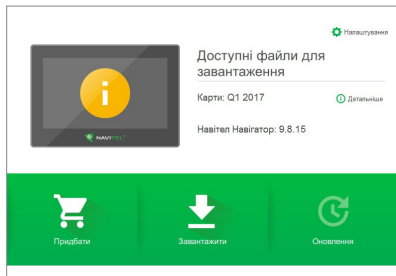 Налаштування
Доступні файли для
завантаження
Карти: Q1 2017
Детальніше
Навітел Навігатор: 9.8.15
NAVITEL
Придбати
Завантажити
Оновлення